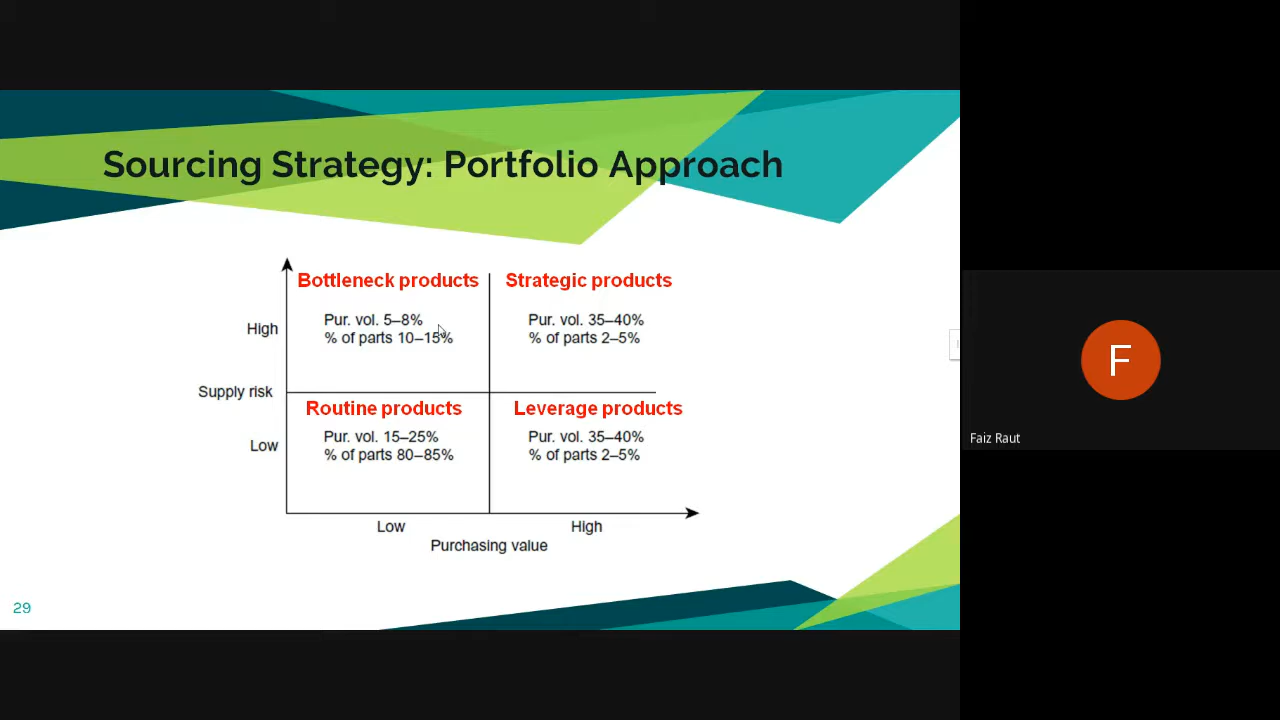 Sourcing Strategy: Portfolio Approach
Bottleneck products
Strategic products
High
Pur. vol. 5–8%
% of parts 10–15%
Pur. vol. 35–40%
% of parts 2–5%
Supply risk
Routine products
Leverage products
Low
Pur. vol. 15–25%
% of parts 80–85%
Pur. vol. 35–40%
% of parts 2–5%
Low
High
Purchasing value
29
F
Faiz Raut